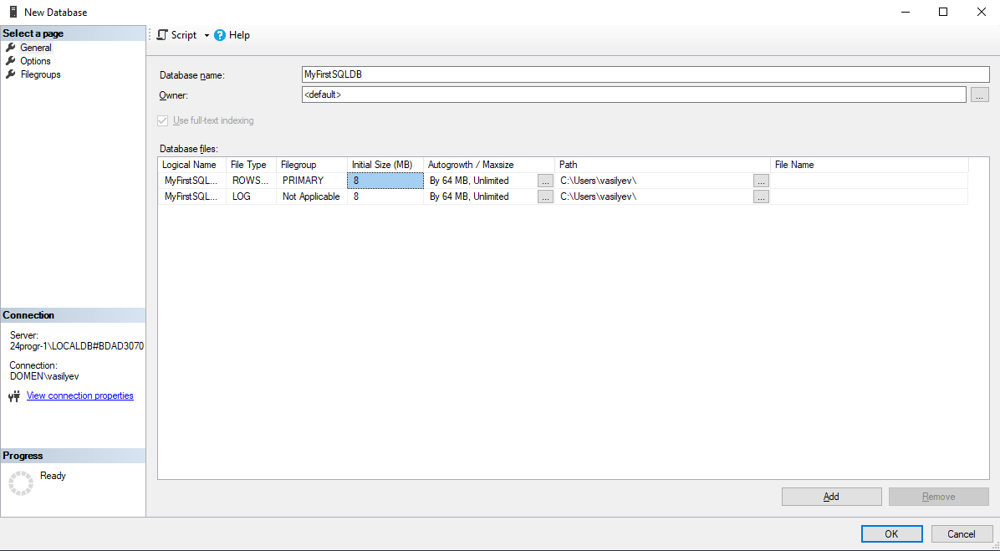 New Database
Select a page
General
Options
Filegroups
Script
Help
Database name:
MyFirstSQLDB
Owner:
<default>
...
Use full-text indexing
Database files:
Logical Name File Type Filegroup Initial Size (MB) Autogrowth / Maxsize Path File Name
MyFirstSQL... ROWS... PRIMARY 8 By 64 MB, Unlimited ... C:\Users\vasilyev\ ...
MyFirstSQL... LOG Not Applicable 8 By 64 MB, Unlimited ... C:\Users\vasilyev\ ...
Connection
Server:
24progr-1\LOCALDB#BDAD3070
Connection:
DOMEN\vasilyev
View connection properties
Progress
Ready
Add
Remove
OK
Cancel